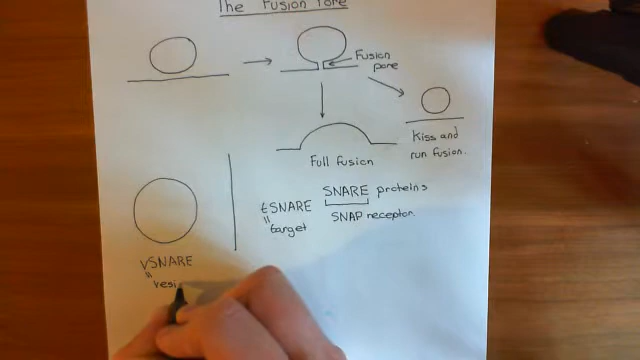 The Fusion Pore
Fusion
pore
Kiss and
run fusion.
Full fusion
SNARE proteins
tSNARE
SNAP receptor.
target
vSNARE
vesi